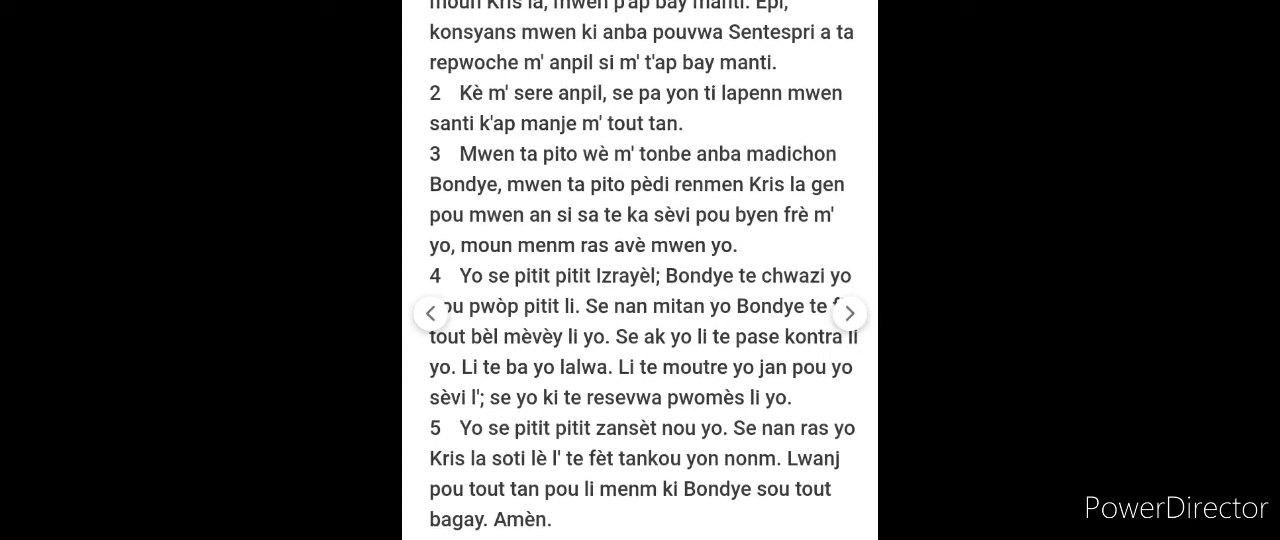 moun Kris la, mwen p'ap bay manti. Epi,
konsyans mwen ki anba pouvwa Sentespri a ta
repwoche m' anpil si m' t'ap bay manti.
2 Kè m' sere anpil, se pa yon ti lapenn mwen
santi k'ap manje m' tout tan.
3 Mwen ta pito wè m' tonbe anba madichon
Bondye, mwen ta pito pèdi renmen Kris la gen
pou mwen an si sa te ka sèvi pou byen frè m'
yo, moun menm ras avè mwen yo.
4 Yo se pitit pitit Izrayèl; Bondye te chwazi yo
pwòp pitit li. Se nan mitan yo Bondye te
tout bèl mèvèy li yo. Se ak yo li te pase kontra li
yo. Li te ba yo lalwa. Li te moutre yo jan pou yo
sèvi l'; se yo ki te resevwa pwomès li yo.
5 Yo se pitit pitit zansèt nou yo. Se nan ras yo
Kris la soti lè l' te fèt tankou yon nonm. Lwanj
pou tout tan pou li menm ki Bondye sou tout
bagay. Amèn.
PowerDirector